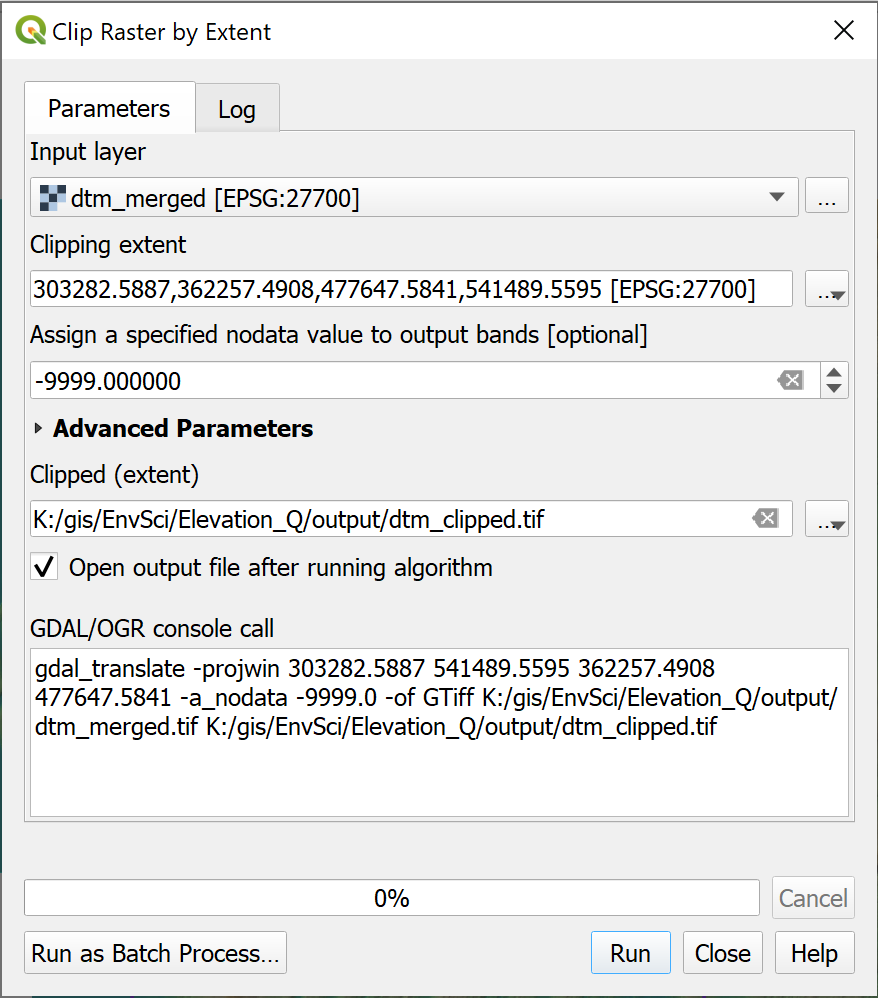 Clip Raster by Extent
Parameters
Log
Input layer
dtm_merged [EPSG:27700]
...
Clipping extent
303282.5887,362257.4908,477647.5841,541489.5595 [EPSG:27700]
...
Assign a specified nodata value to output bands [optional]
-9999.000000
Advanced Parameters
Clipped (extent)
K:/gis/EnvSci/Elevation_Q/output/dtm_clipped.tif
...
Open output file after running algorithm
GDAL/OGR console call
gdal_translate -projwin 303282.5887 541489.5595 362257.4908
477647.5841 -a_nodata -9999.0 -of GTiff K:/gis/EnvSci/Elevation_Q/output/
dtm_merged.tif K:/gis/EnvSci/Elevation_Q/output/dtm_clipped.tif
0%
Cancel
Run as Batch Process...
Run
Close
Help